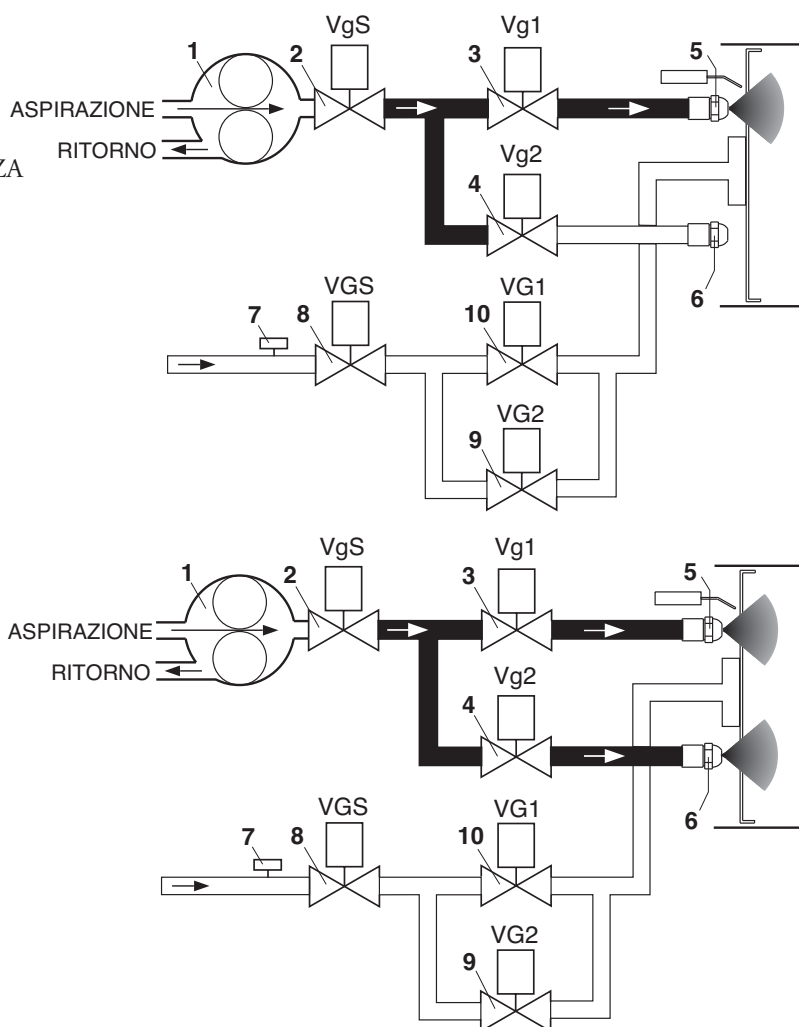 VgS
Vg1
1
2
3
5
ASPIRAZIONE
RITORNO
ZA
Vg2
4
6
VGS
VG1
7
8
10
VG2
9
VgS
Vg1
1
2
3
5
ASPIRAZIONE
RITORNO
Vg2
4
6
VGS
VG1
7
8
10
VG2
9